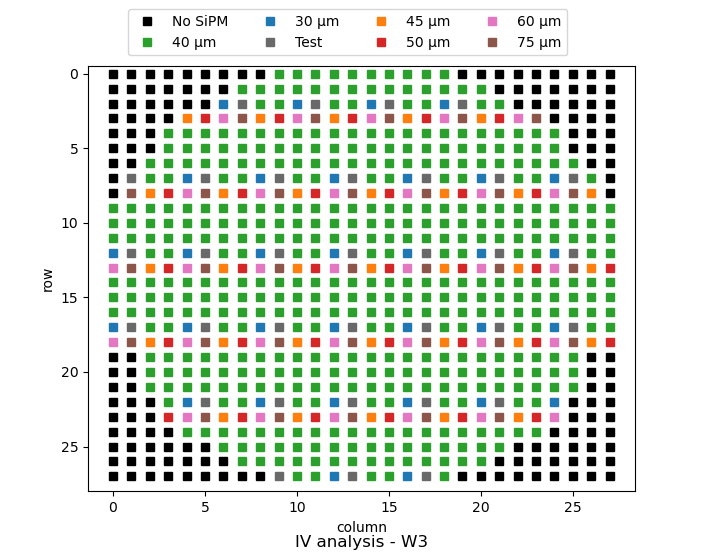 No SiPM 30 μm 45 μm 60 μm
40 μm Test 50 μm 75 μm
0
5
10
15
20
25
row
0 5 10 15 20 25
column
IV analysis - W3